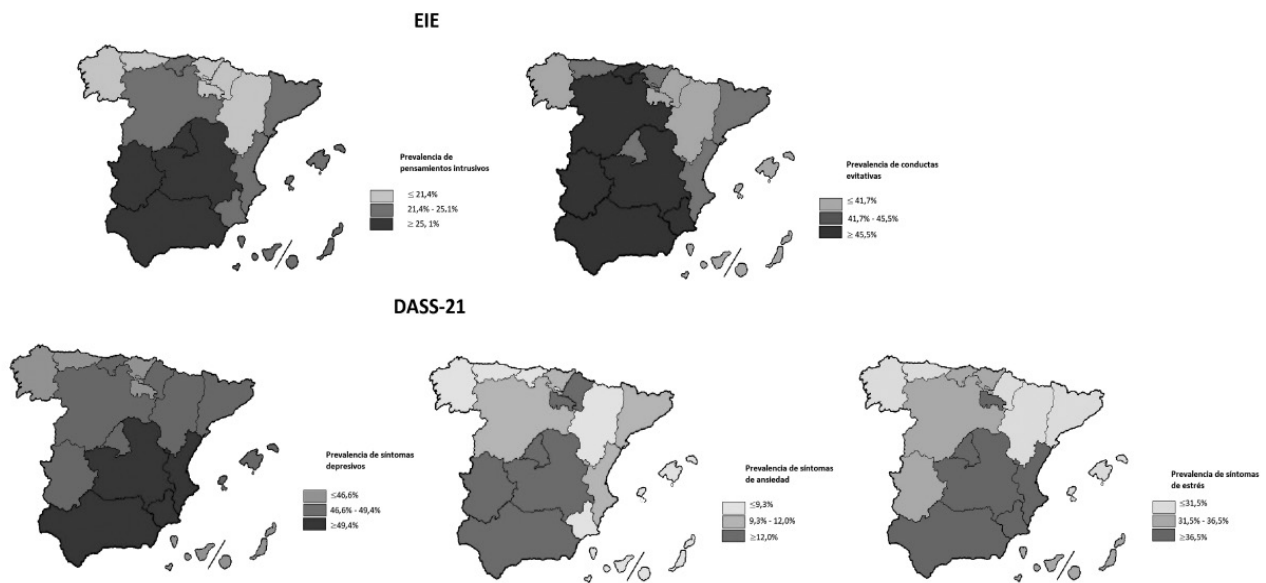 EIE
Prevalencia de
pensamientos intrusivos
≤ 21,4%
21,4% - 25,1%
≥ 25, 1%
Prevalencia de conductas
evitativas
≤ 41,7%
41,7% - 45,5%
≥ 45,5%
DASS-21
Prevalencia de síntomas
depresivos
≤46,6%
46,6% - 49,4%
≥49,4%
Prevalencia de síntomas
de ansiedad
≤9,3%
9,3% - 12,0%
≥12,0%
Prevalencia de síntomas
de estrés
≤31,5%
31,5% - 36,5%
≥36,5%